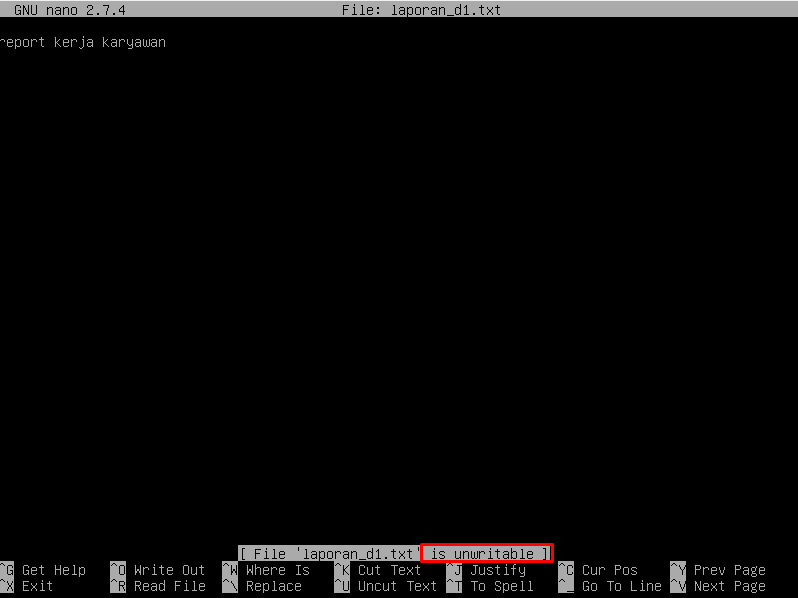 GNU nano 2.7.4 File: laporan_d1.txt
report kerja karyawan
[ File 'laporan_d1.txt' is unwritable ]
^G Get Help ^O Write Out ^W Where Is ^K Cut Text ^J Justify ^C Cur Pos ^Y Prev Page
^X Exit ^R Read File ^\ Replace ^U Uncut Text ^T To Spell ^_ Go To Line ^V Next Page